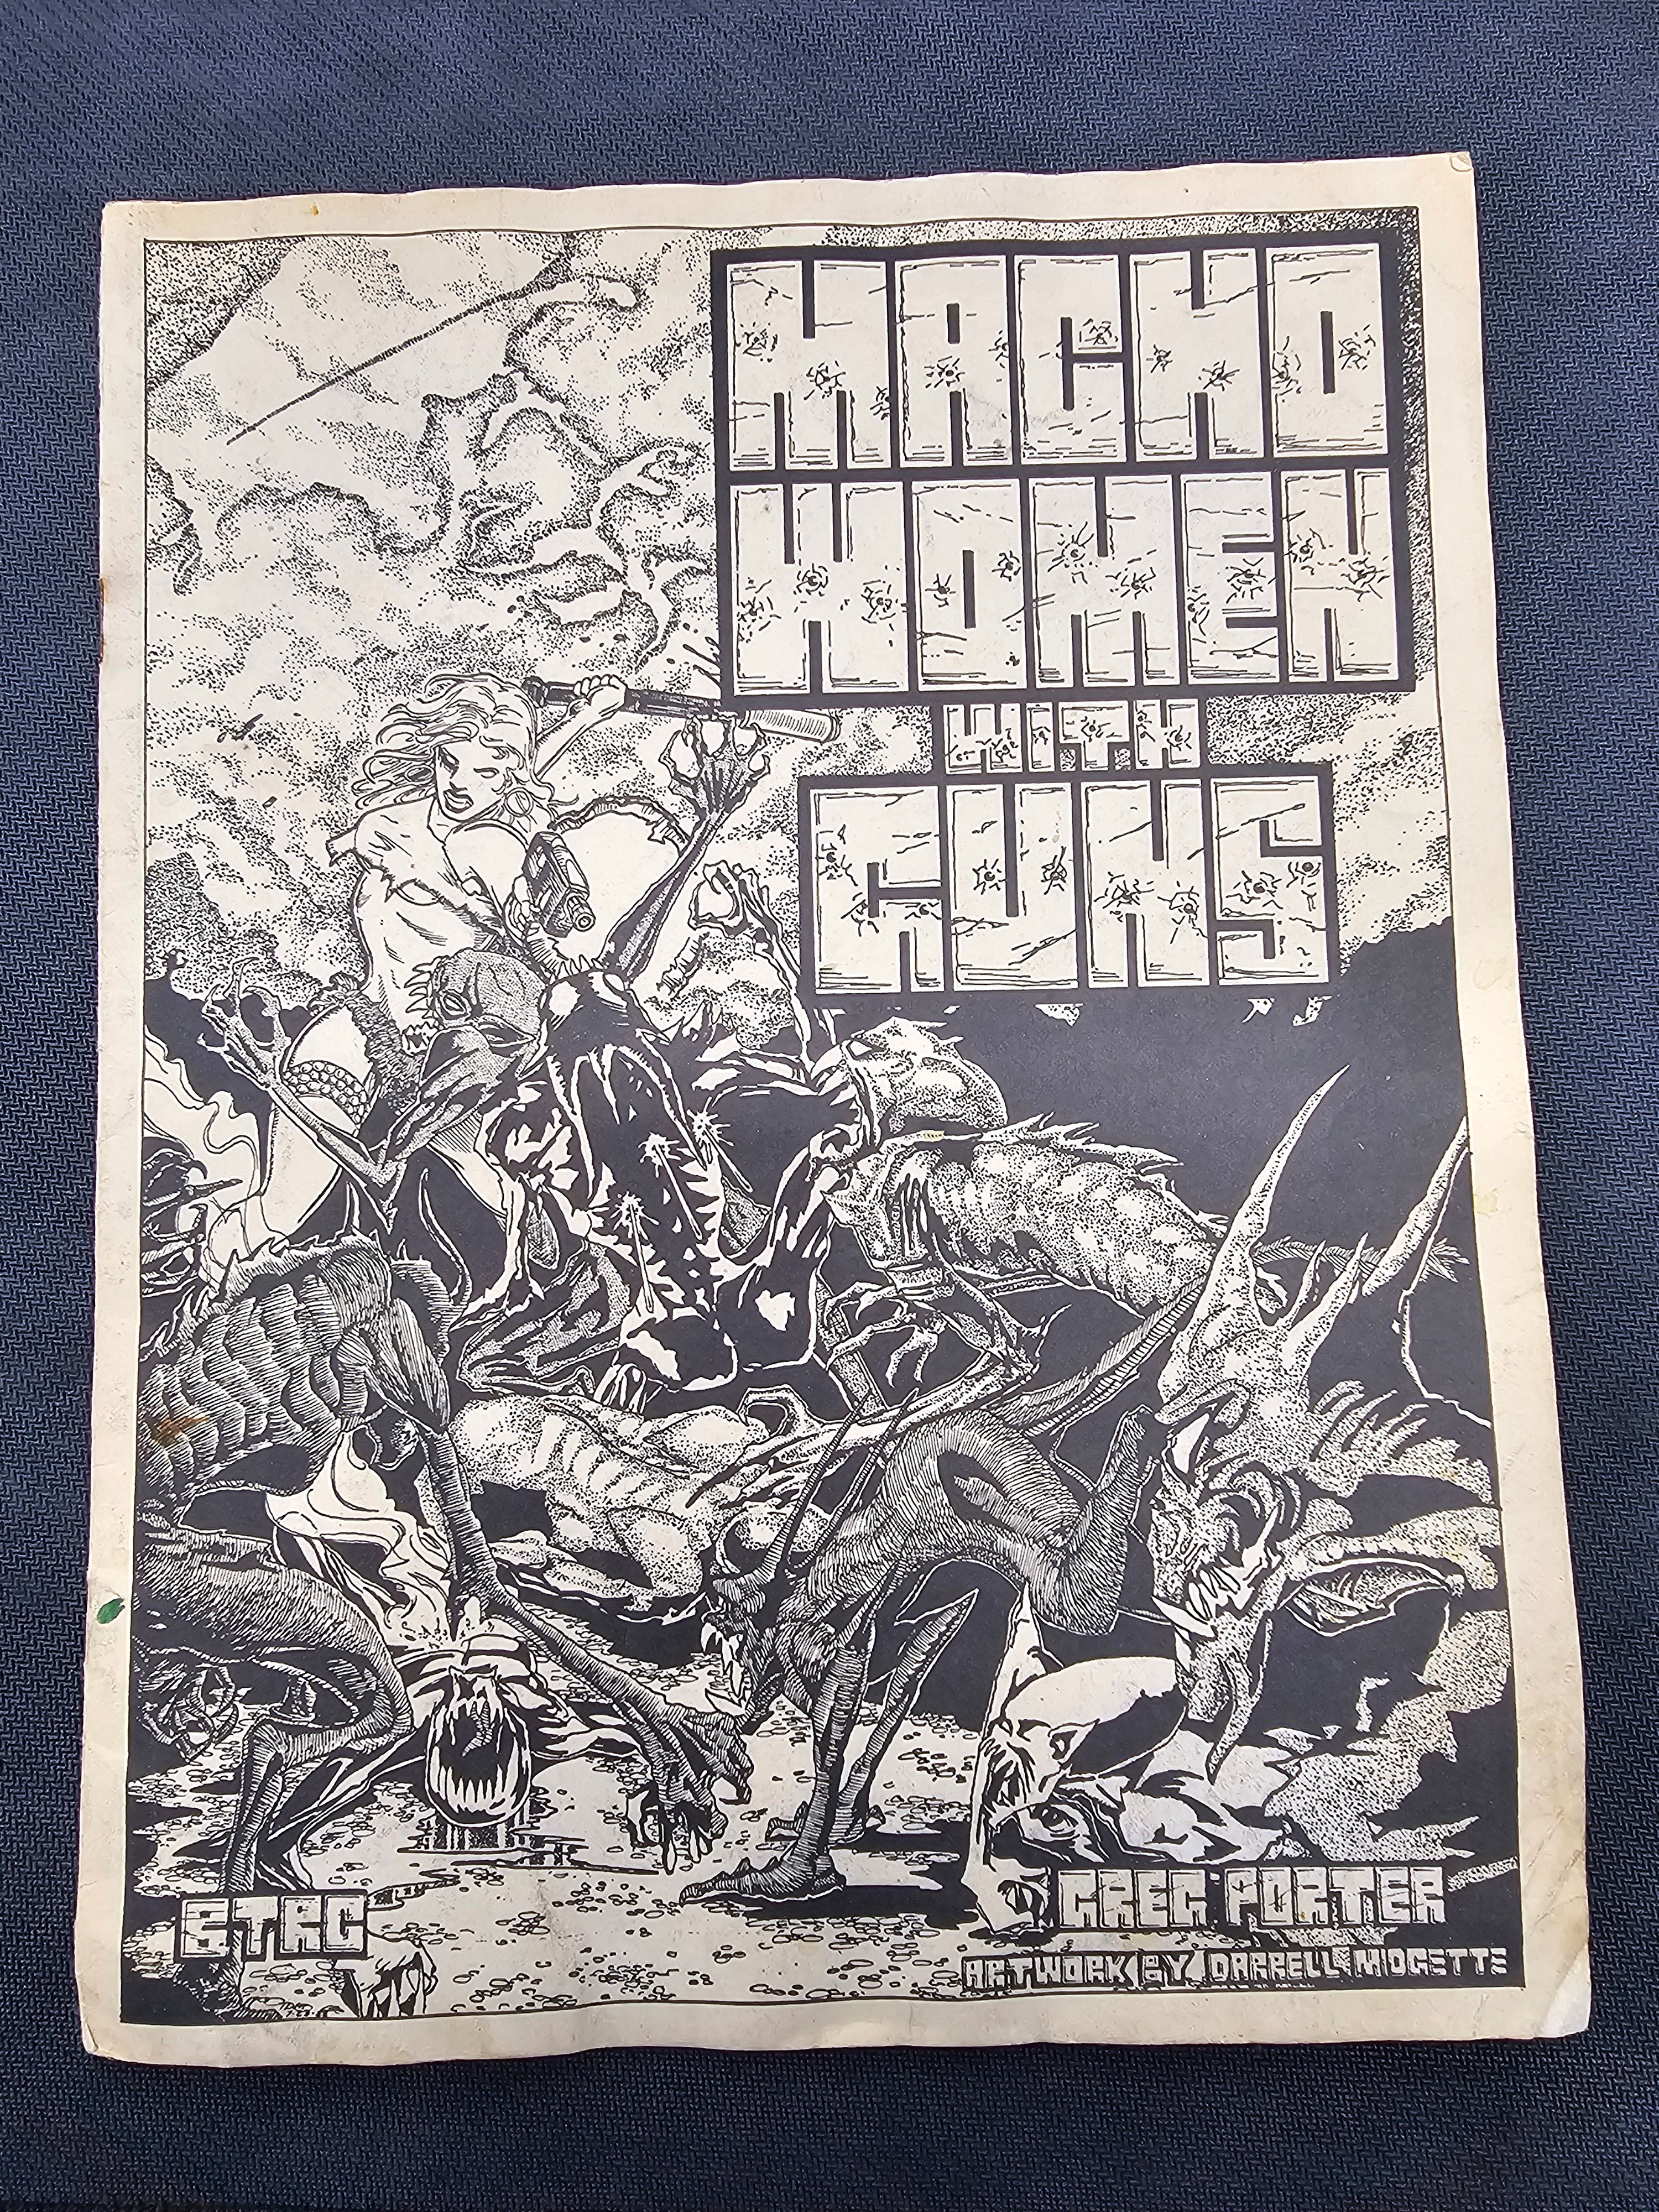 MACHO
WOMEN
WITH
GUNS
BTRC
GREG PORTER
ARTWORK BY DARRELL MIDGETTE